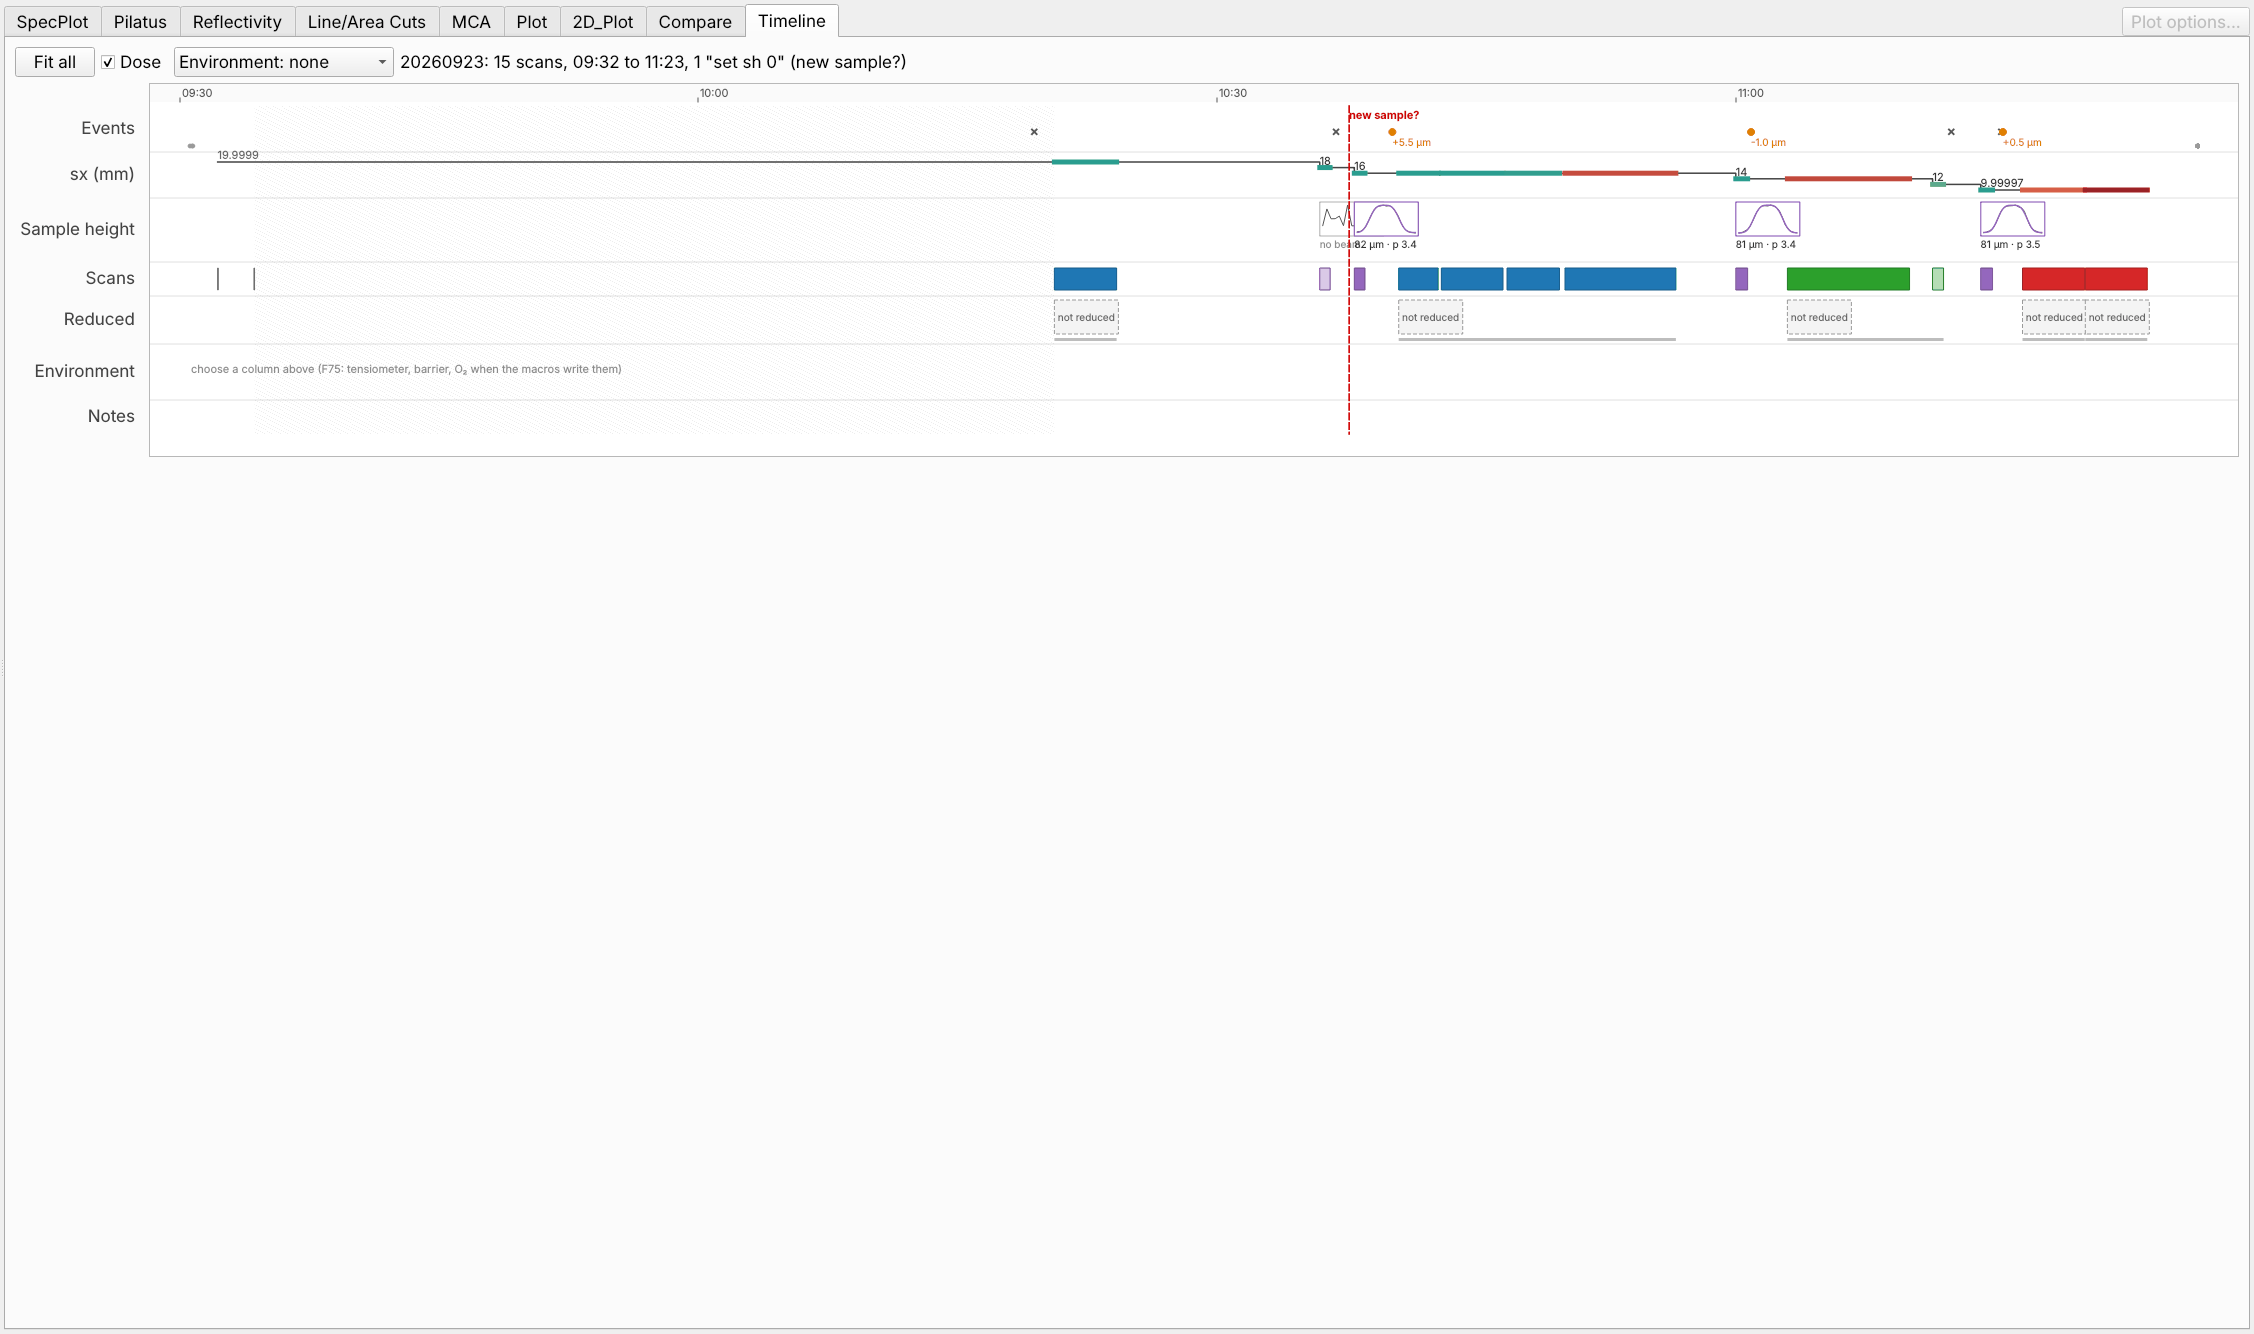 SpecPlot Pilatus Reflectivity Line/Area Cuts MCA Plot 2D_Plot Compare Timeline Plot options...
Fit all Dose Environment: none 20260923: 15 scans, 09:32 to 11:23, 1 "set sh 0" (new sample?)
09:30 10:00 10:30 11:00
new sample?
Events
+5.5 µm -1.0 µm +0.5 µm
19.9999 18 16 14 12 9.99997
sx (mm)
Sample height
82 µm · p 3.4 81 µm · p 3.4 81 µm · p 3.5
no
Scans
Reduced
not reduced not reduced not reduced not reduced not reduced
Environment
choose a column above (F75: tensiometer, barrier, O₂ when the macros write them)
Notes